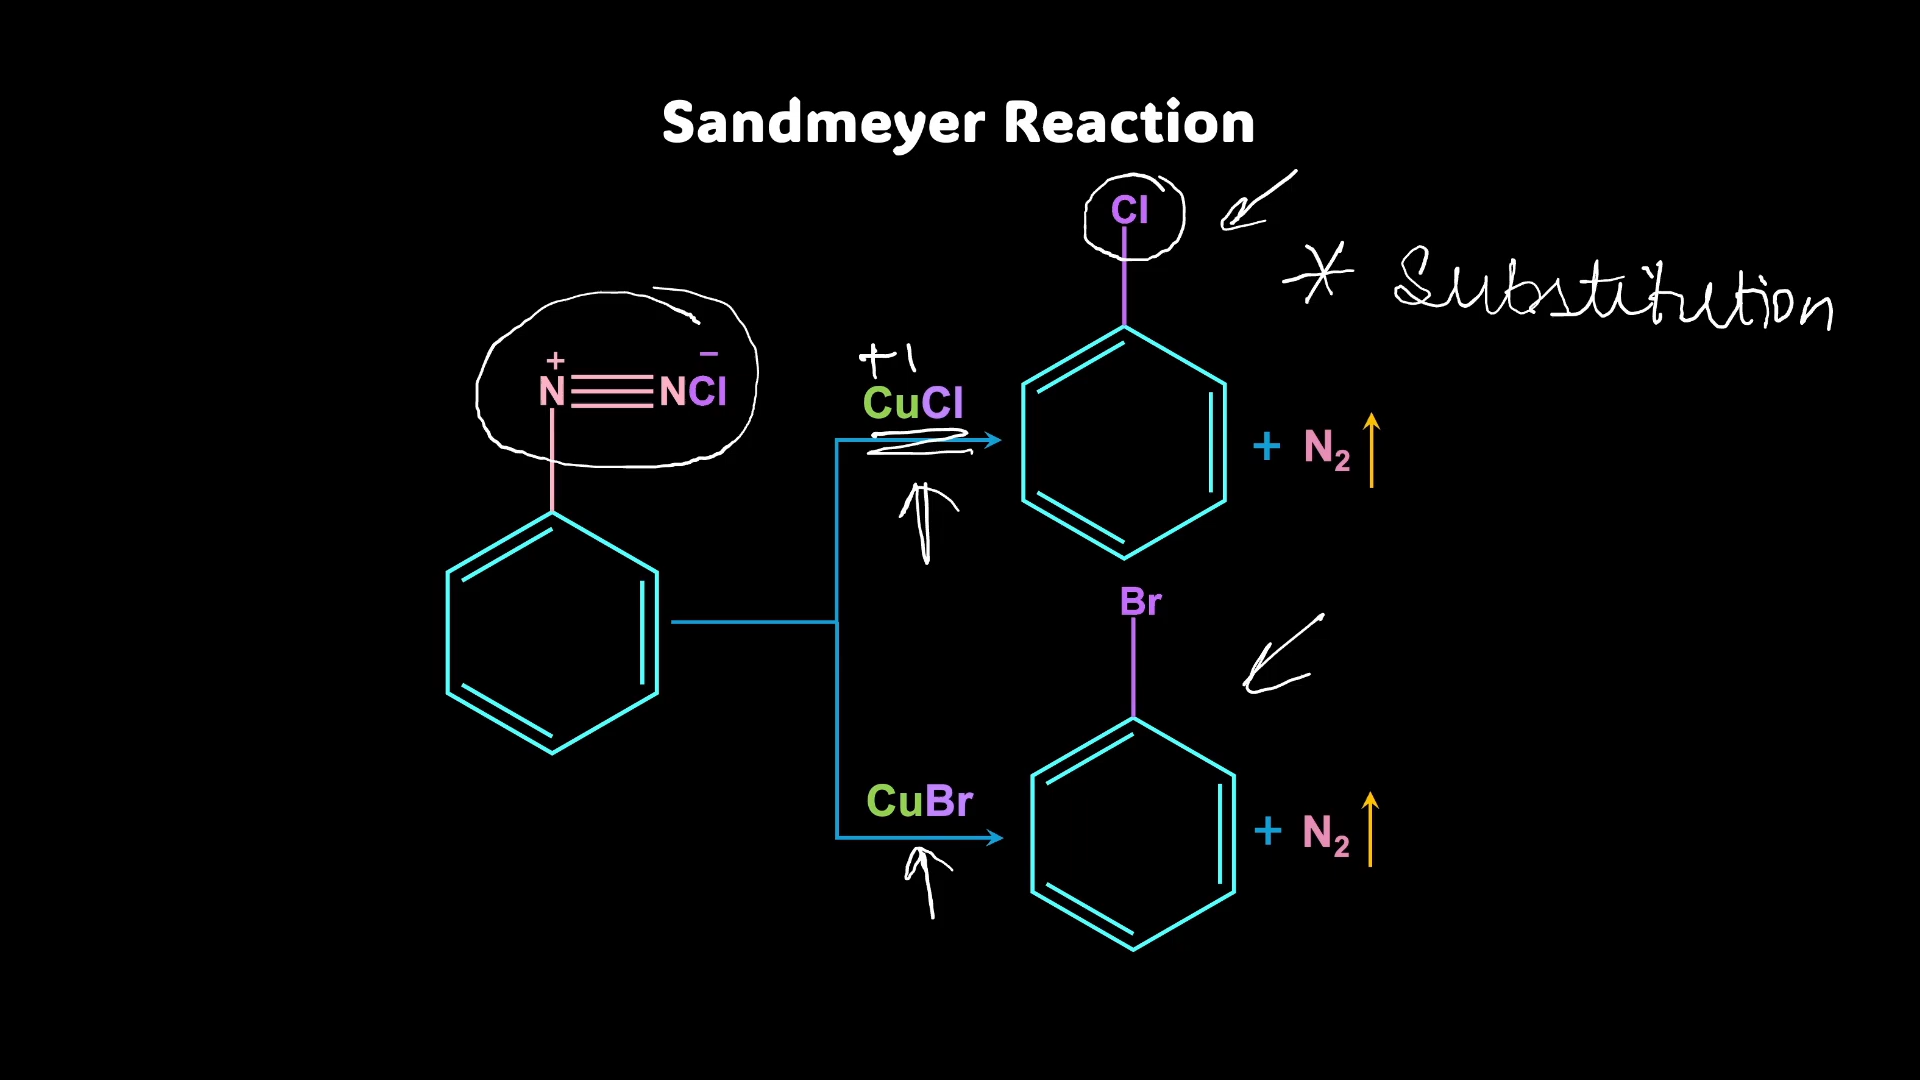 Sandmeyer Reaction
Cl
* Substitution
+ −
N≡NCl
+1
CuCl
+ N₂↑
Br
CuBr
+ N₂↑